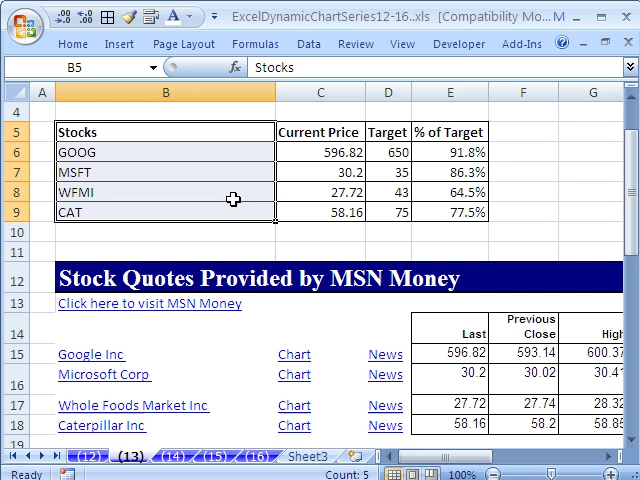 ExcelDynamicChartSeries12-16..xls [Compatibility Mo... M
Home Insert Page Layout Formulas Data Review View Developer Add-Ins
B5 fx Stocks
A B C D E F G
4
5 Stocks Current Price Target % of Target
6 GOOG 596.82 650 91.8%
7 MSFT 30.2 35 86.3%
8 WFMI 27.72 43 64.5%
9 CAT 58.16 75 77.5%
10
11
12 Stock Quotes Provided by MSN Money
13 Click here to visit MSN Money
Previous
14 Last Close High
15 Google Inc Chart News 596.82 593.14 600.37
16 Microsoft Corp Chart News 30.2 30.02 30.41
17 Whole Foods Market Inc Chart News 27.72 27.74 28.32
18 Caterpillar Inc Chart News 58.16 58.2 58.85
19
(12) (13) (14) (15) (16) Sheet3
Ready Count: 5 100%